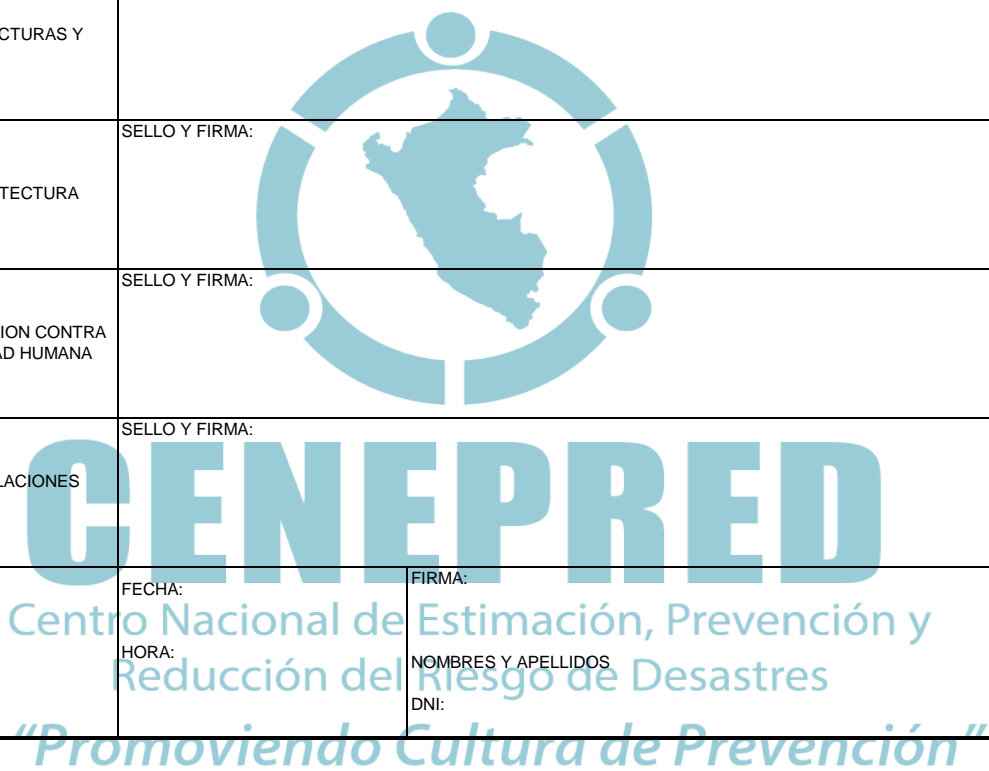 CTURAS Y
SELLO Y FIRMA:
TECTURA
SELLO Y FIRMA:
ION CONTRA
AD HUMANA
SELLO Y FIRMA:
LACIONES
CENEPRED
FECHA:
FIRMA:
Centro Nacional de Estimación, Prevención y
HORA:
NOMBRES Y APELLIDOS
Reducción del Riesgo de Desastres
DNI:
“Promoviendo Cultura de Prevención”